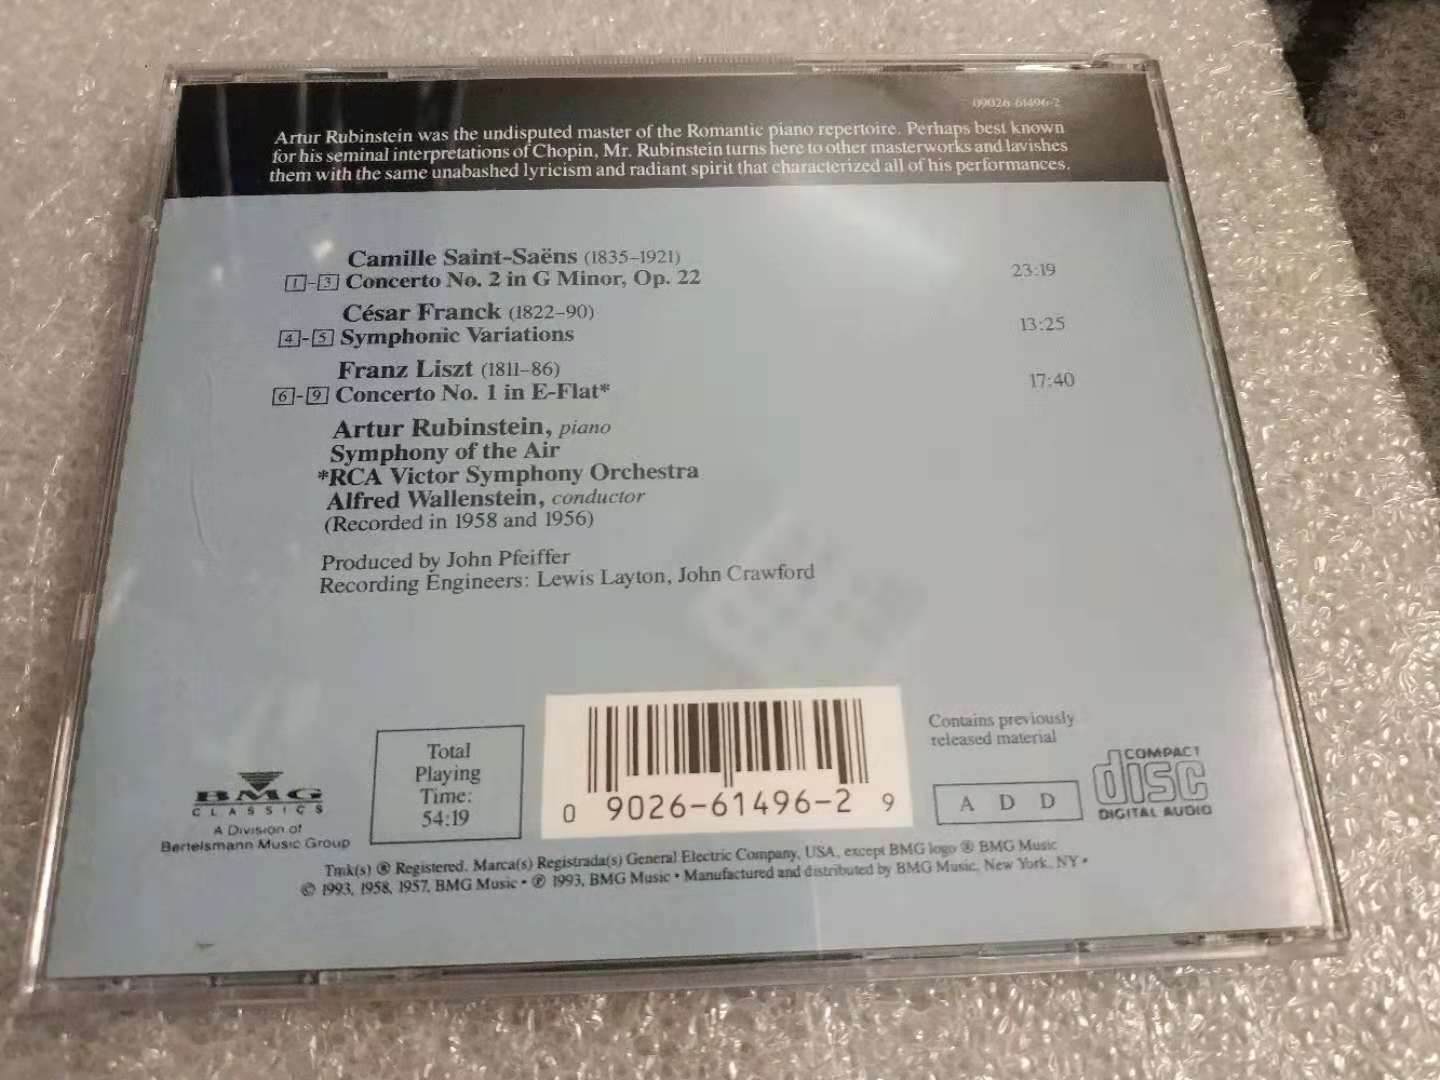 09026-61496-2
Artur Rubinstein was the undisputed master of the Romantic piano repertoire. Perhaps best known
for his seminal interpretations of Chopin, Mr. Rubinstein turns here to other masterworks and lavishes
them with the same unabashed lyricism and radiant spirit that characterized all of his performances.
Camille Saint-Saëns (1835–1921)
1-3 Concerto No. 2 in G Minor, Op. 22 23:19
César Franck (1822–90)
4-5 Symphonic Variations 13:25
Franz Liszt (1811–86)
6-9 Concerto No. 1 in E-Flat* 17:40
Artur Rubinstein, piano
Symphony of the Air
*RCA Victor Symphony Orchestra
Alfred Wallenstein, conductor
(Recorded in 1958 and 1956)
Produced by John Pfeiffer
Recording Engineers: Lewis Layton, John Crawford
BMG
CLASSICS
A Division of
Bertelsmann Music Group
Total
Playing
Time:
54:19
0 9026-61496-2 9
Contains previously
released material
A D D
COMPACT
disc
DIGITAL AUDIO
Tmk(s) ® Registered. Marca(s) Registrada(s) General Electric Company, USA, except BMG logo ® BMG Music
© 1993, 1958, 1957, BMG Music • ℗ 1993, BMG Music • Manufactured and distributed by BMG Music, New York, NY •